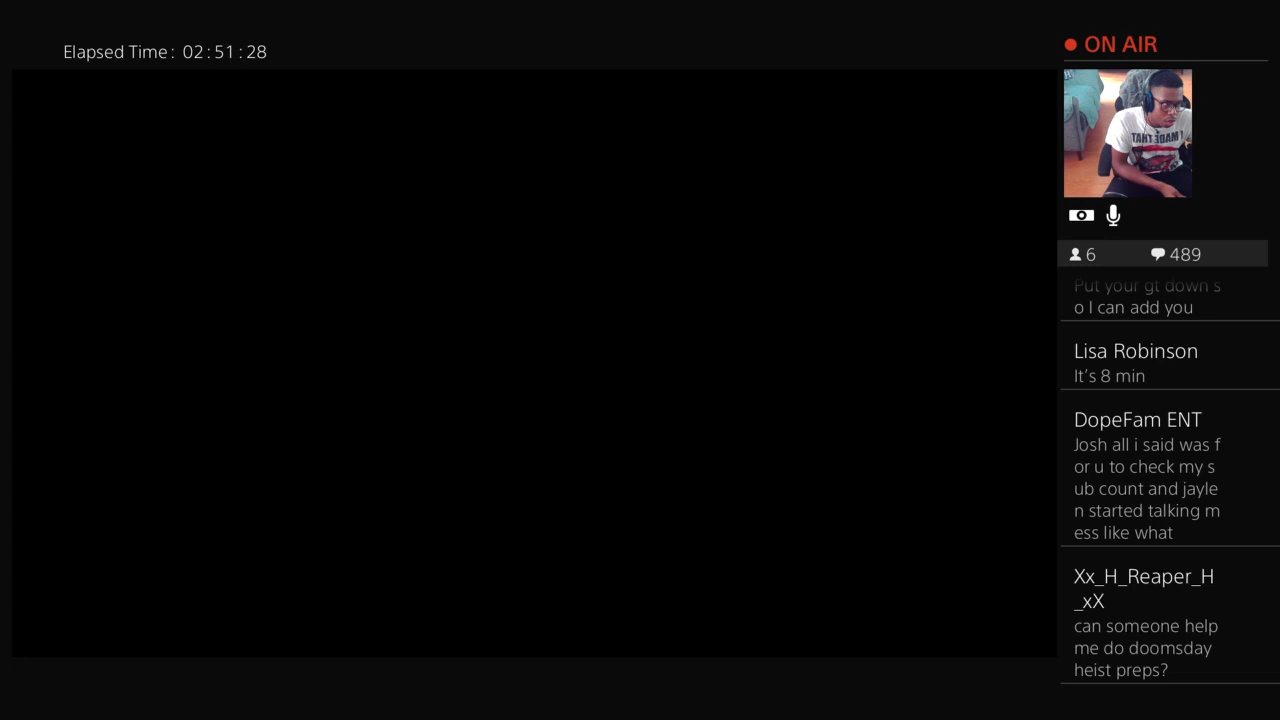 Elapsed Time: 02:51:28
ON AIR
I MADE THAT
6 489
Put your gt down s
o I can add you
Lisa Robinson
It's 8 min
DopeFam ENT
Josh all i said was f
or u to check my s
ub count and jayle
n started talking m
ess like what
Xx_H_Reaper_H
_xX
can someone help
me do doomsday
heist preps?